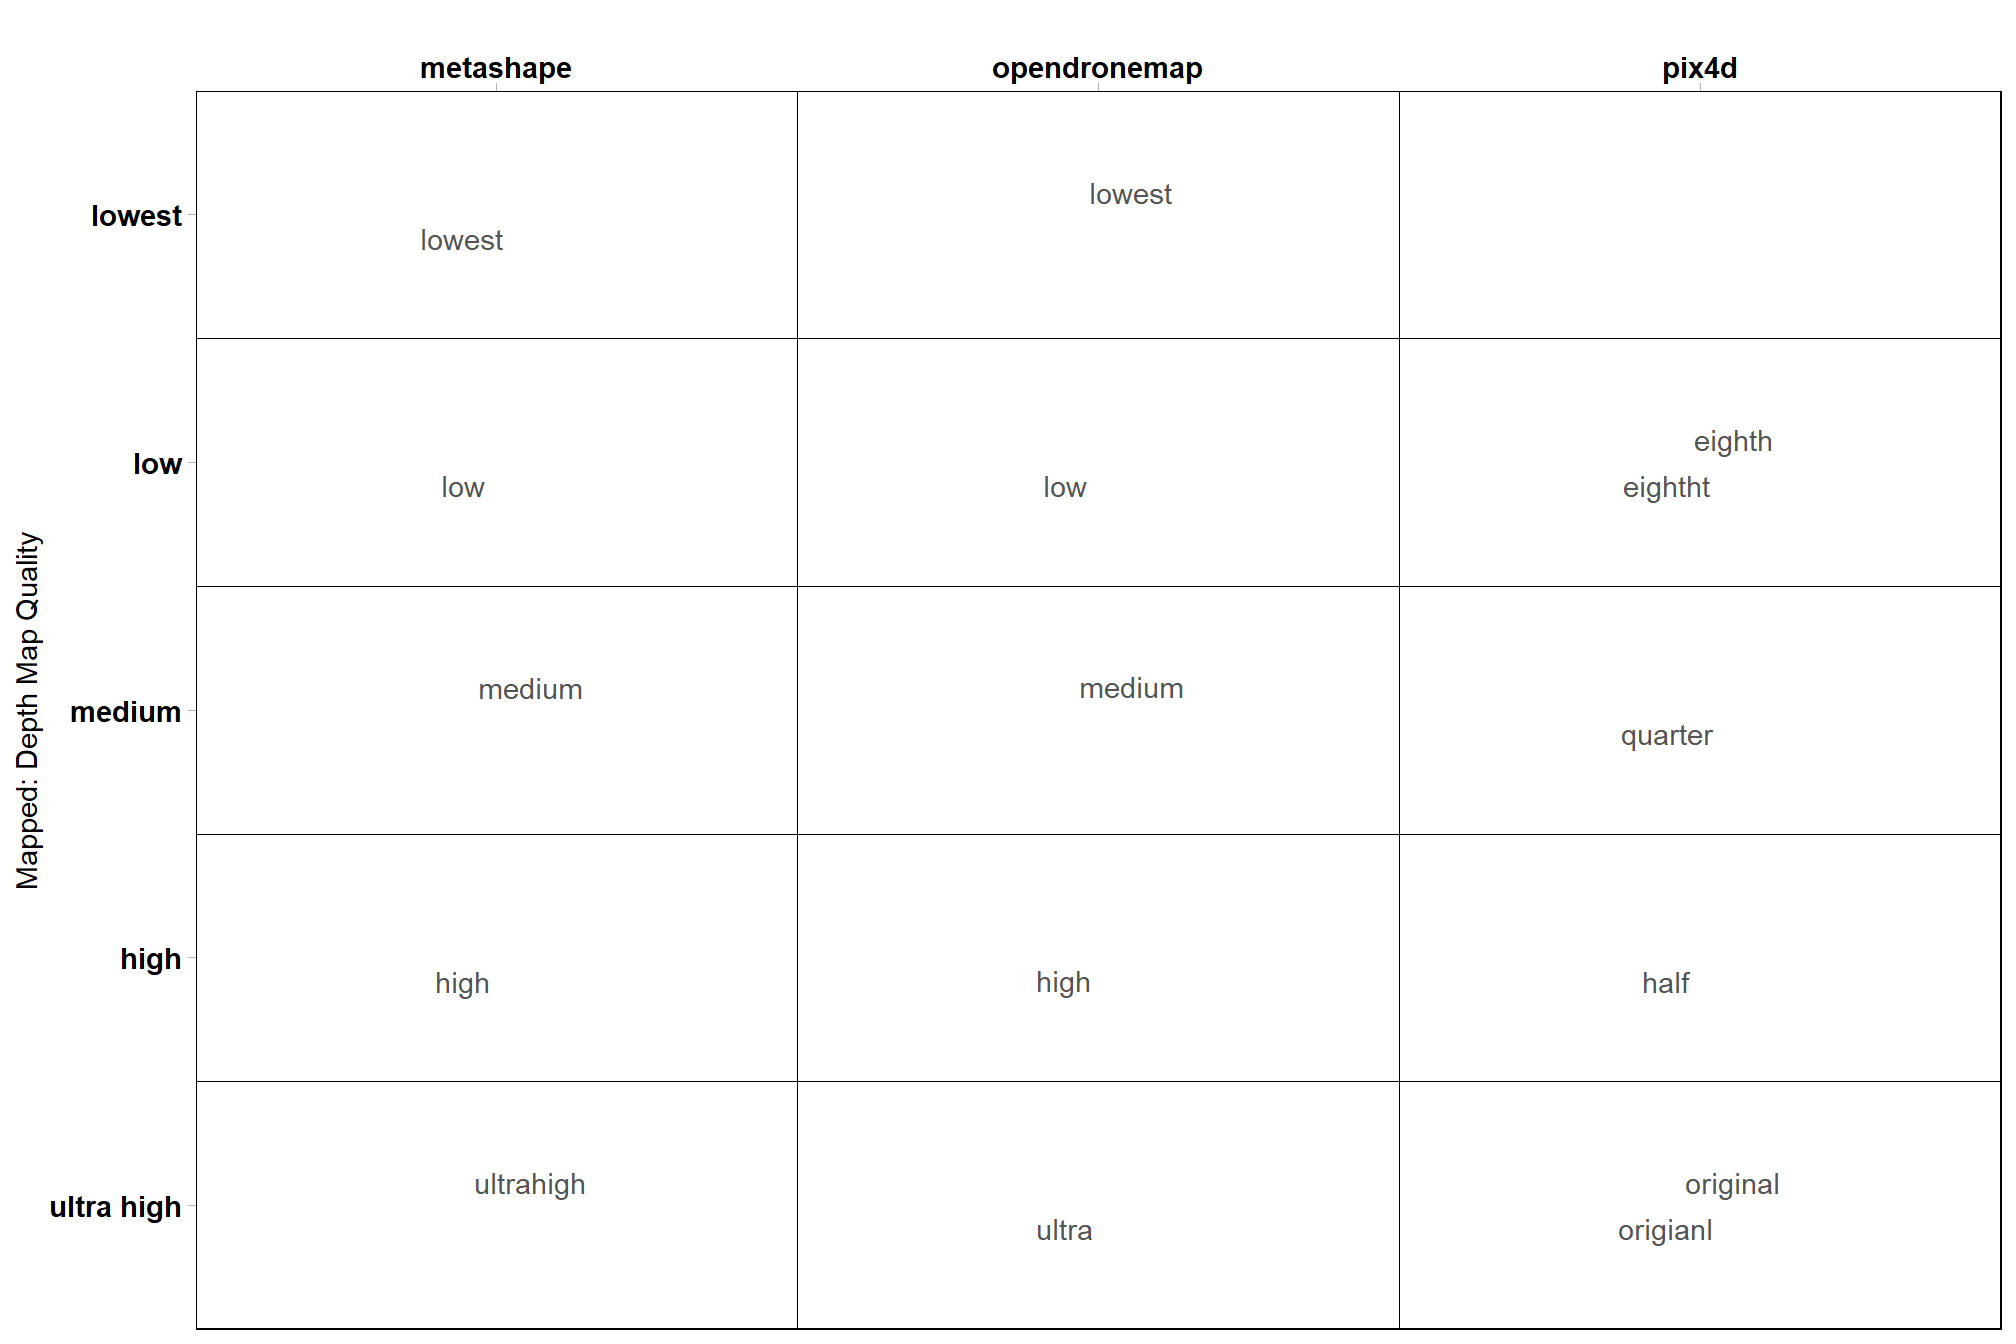 metashape opendronemap pix4d
lowest
lowest
lowest
low
low
low
eighth
eightht
Mapped: Depth Map Quality
medium
medium
medium
quarter
high
high
high
half
ultra high
ultrahigh
ultra
original
origianl